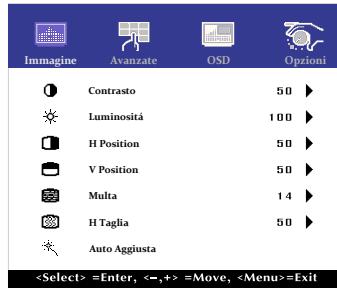 Immagine Avanzate OSD Opzioni
Contrasto 50
Luminositá 100
H Position 50
V Position 50
Multa 14
H Taglia 50
Auto Aggiusta
<Select> =Enter, <−,+> =Move, <Menu>=Exit